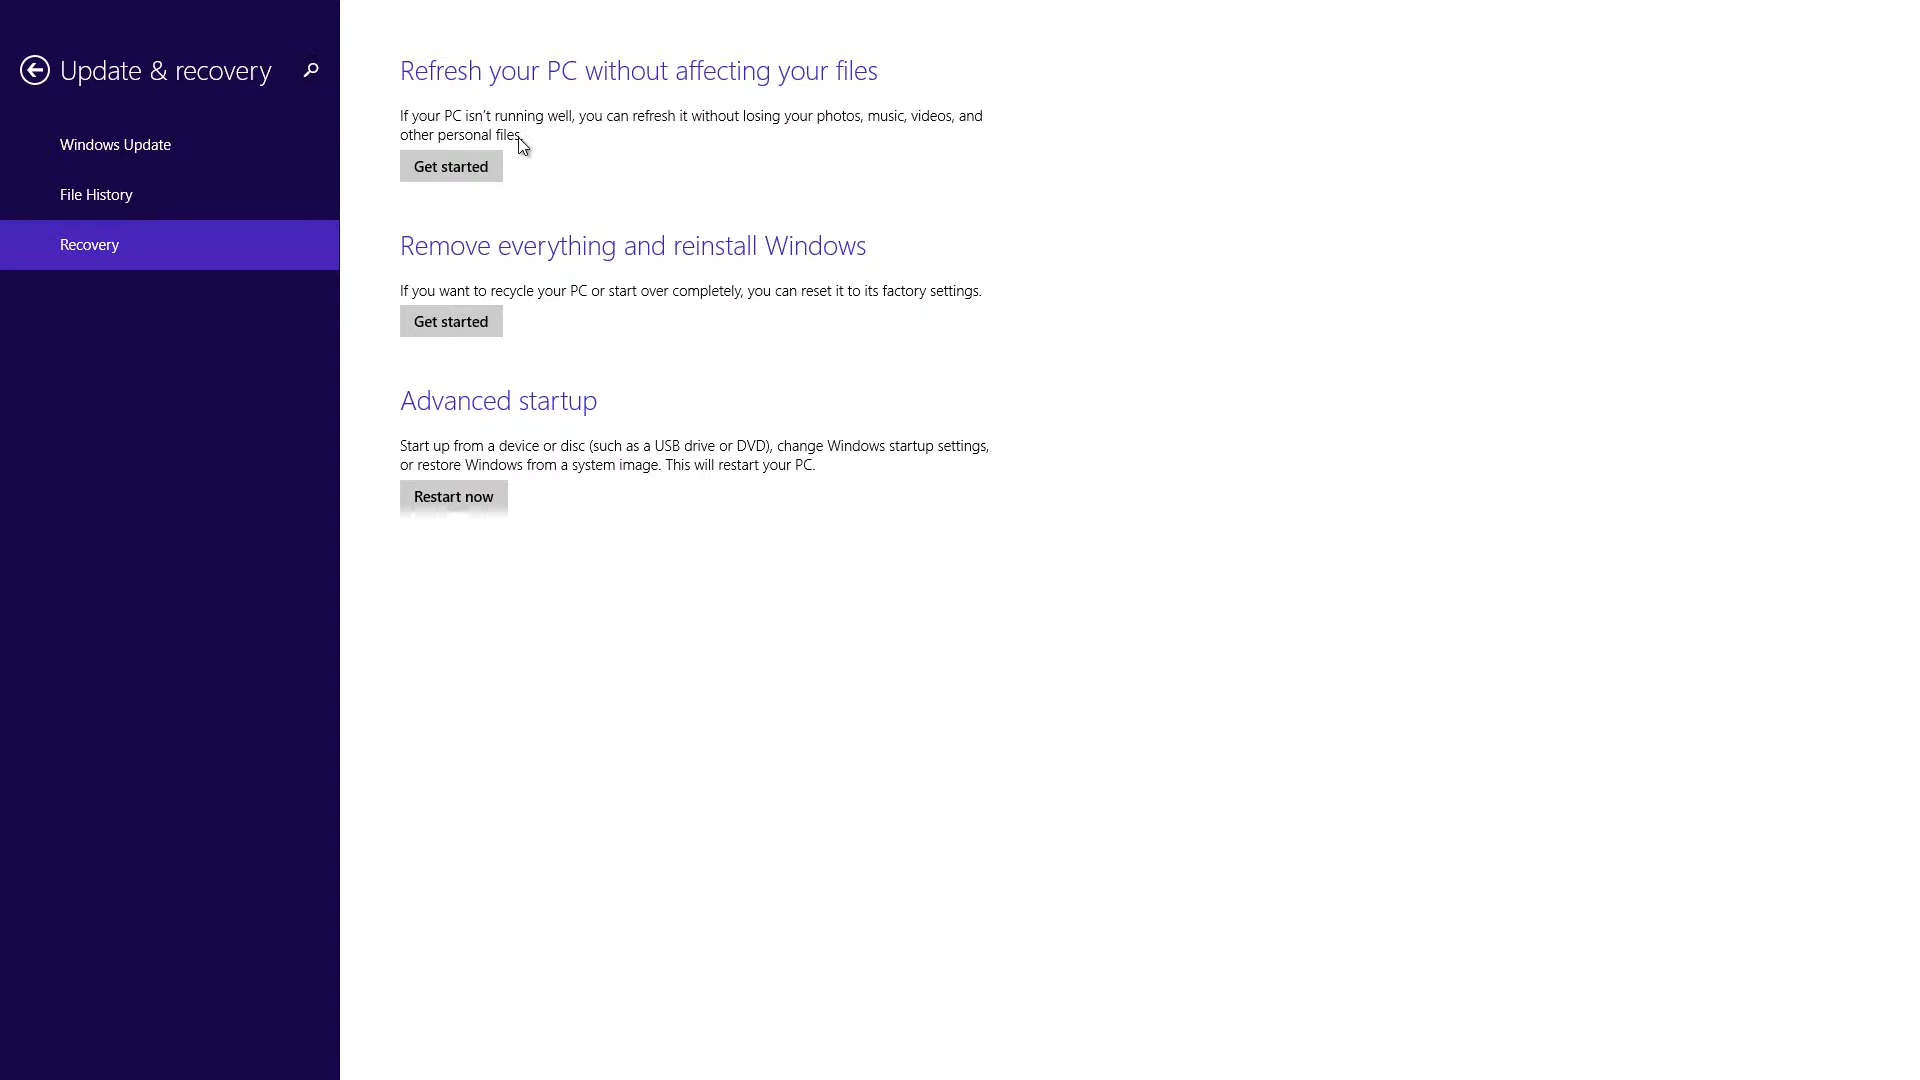 Update & recovery
Windows Update
File History
Recovery
Refresh your PC without affecting your files
If your PC isn't running well, you can refresh it without losing your photos, music, videos, and
other personal files.
Get started
Remove everything and reinstall Windows
If you want to recycle your PC or start over completely, you can reset it to its factory settings.
Get started
Advanced startup
Start up from a device or disc (such as a USB drive or DVD), change Windows startup settings,
or restore Windows from a system image. This will restart your PC.
Restart now